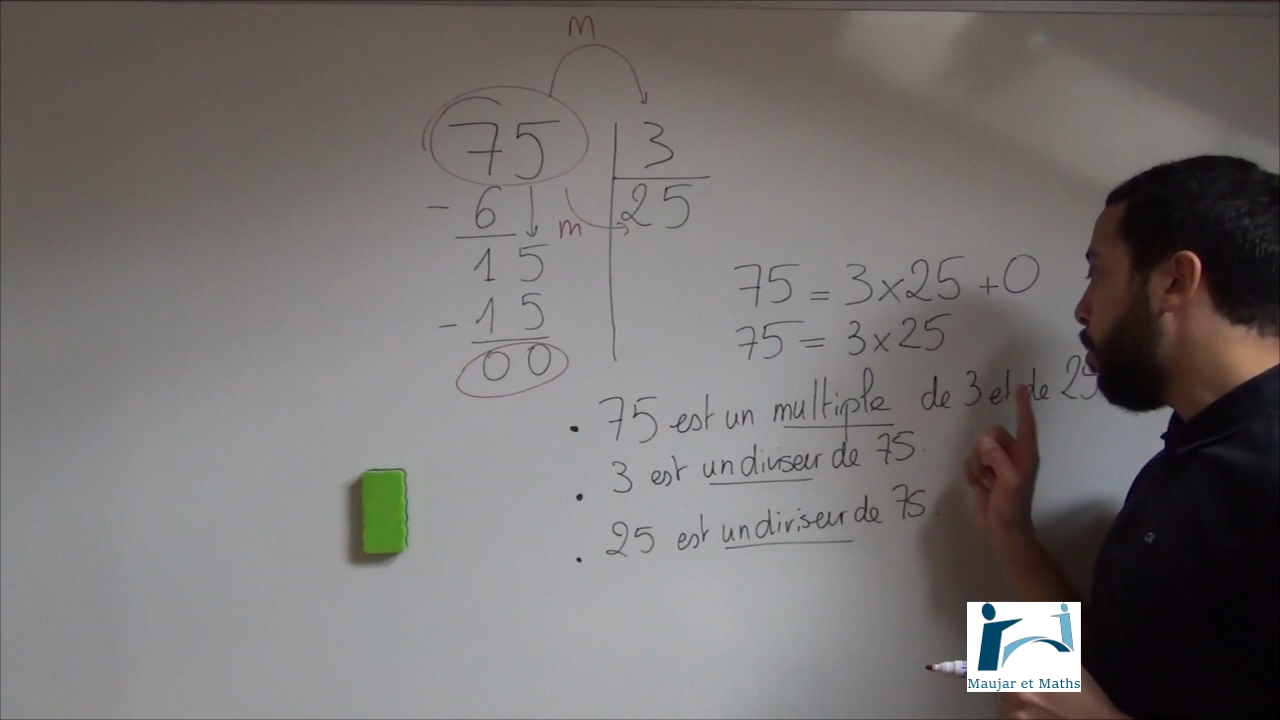 m
75 3
- 6 m 25
15
- 15
00
75 = 3×25 + 0
75 = 3×25
• 75 est un multiple de 3 et de 25
• 3 est un diviseur de 75.
• 25 est un diviseur de 75.
Maujar et Maths